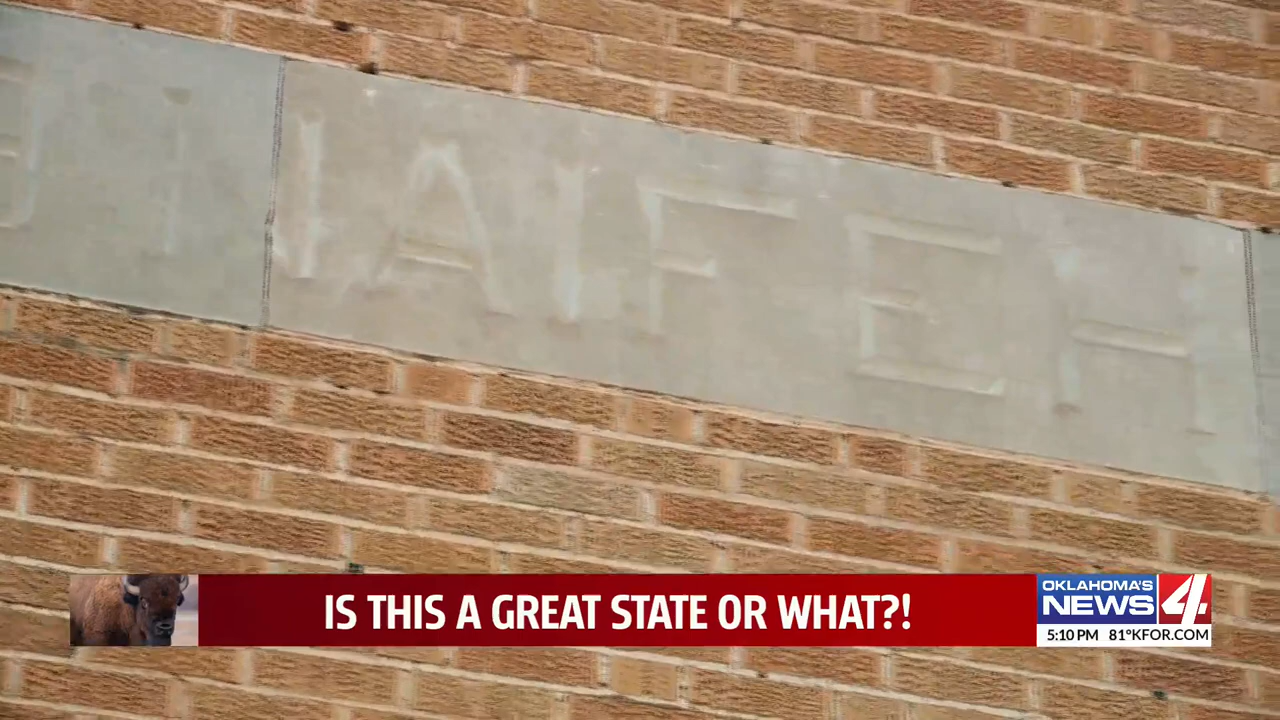 IS THIS A GREAT STATE OR WHAT?!
OKLAHOMA'S
NEWS 4
5:10 PM 81° KFOR.COM